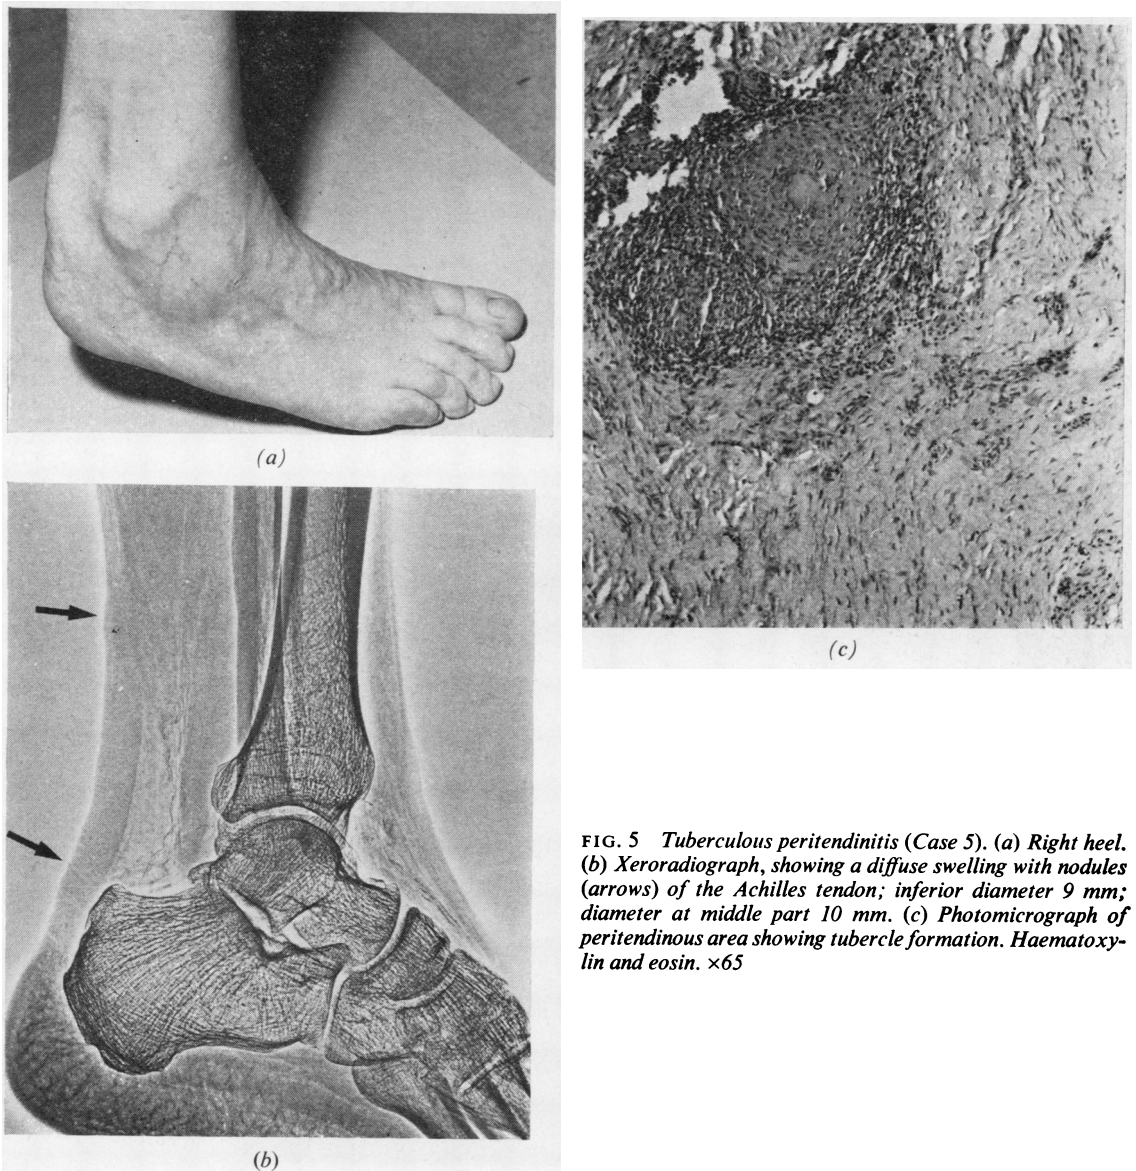 (a)
(b)
(c)
FIG. 5 Tuberculous peritendinitis (Case 5). (a) Right heel.
(b) Xeroradiograph, showing a diffuse swelling with nodules
(arrows) of the Achilles tendon; inferior diameter 9 mm;
diameter at middle part 10 mm. (c) Photomicrograph of
peritendinous area showing tubercle formation. Haematoxy-
lin and eosin. ×65